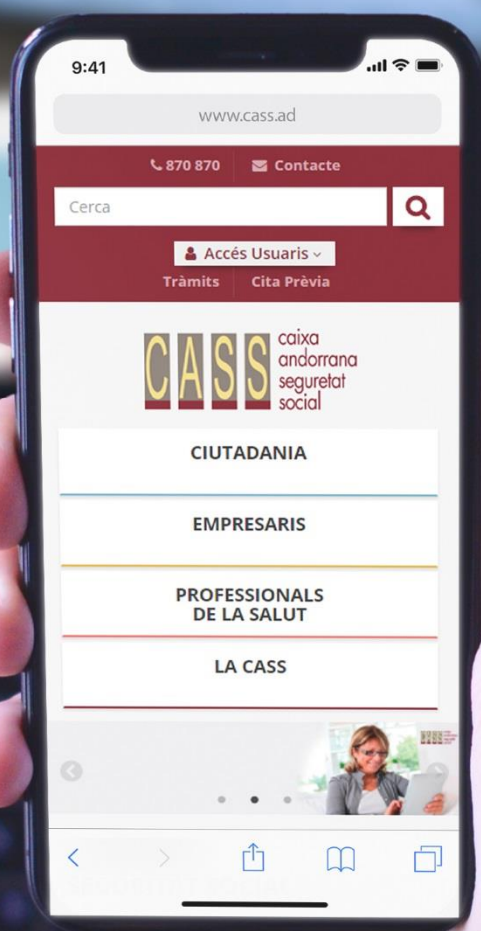 9:41
www.cass.ad
870 870 Contacte
Cerca
Accés Usuaris
Tràmits Cita Prèvia
CASS
caixa
andorrana
seguretat
social
CIUTADANIA
EMPRESARIS
PROFESSIONALS
DE LA SALUT
LA CASS